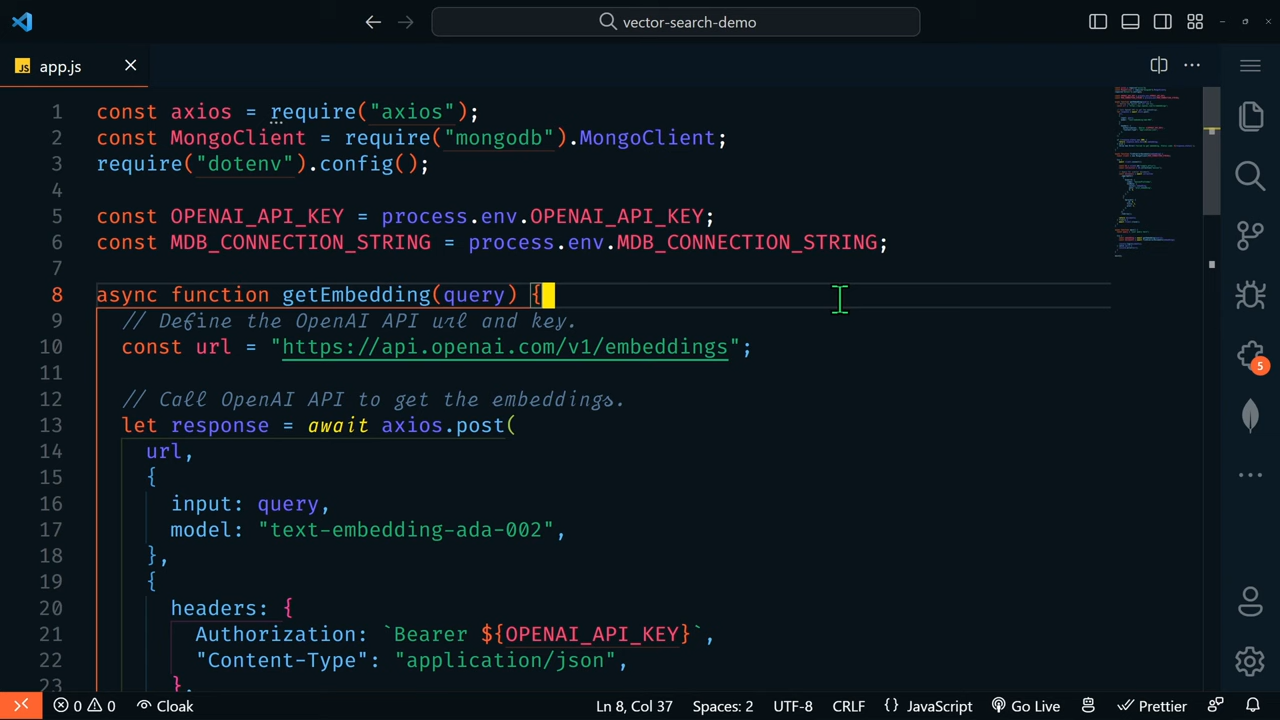 vector-search-demo
JS app.js
1 const axios = require("axios");
2 const MongoClient = require("mongodb").MongoClient;
3 require("dotenv").config();
4
5 const OPENAI_API_KEY = process.env.OPENAI_API_KEY;
6 const MDB_CONNECTION_STRING = process.env.MDB_CONNECTION_STRING;
7
8 async function getEmbedding(query) {
9 // Define the OpenAI API url and key.
10 const url = "https://api.openai.com/v1/embeddings";
11
12 // Call OpenAI API to get the embeddings.
13 let response = await axios.post(
14 url,
15 {
16 input: query,
17 model: "text-embedding-ada-002",
18 },
19 {
20 headers: {
21 Authorization: `Bearer ${OPENAI_API_KEY}`,
22 "Content-Type": "application/json",
23 },
5
0 0 Cloak Ln 8, Col 37 Spaces: 2 UTF-8 CRLF {} JavaScript Go Live Prettier